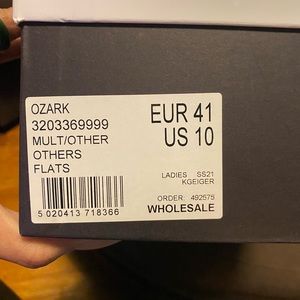 OZARK
3203369999
MULT/OTHER
OTHERS
FLATS
EUR 41
US 10
LADIES SS21
KGEIGER
ORDER: 492575
WHOLESALE
5 020413 718366